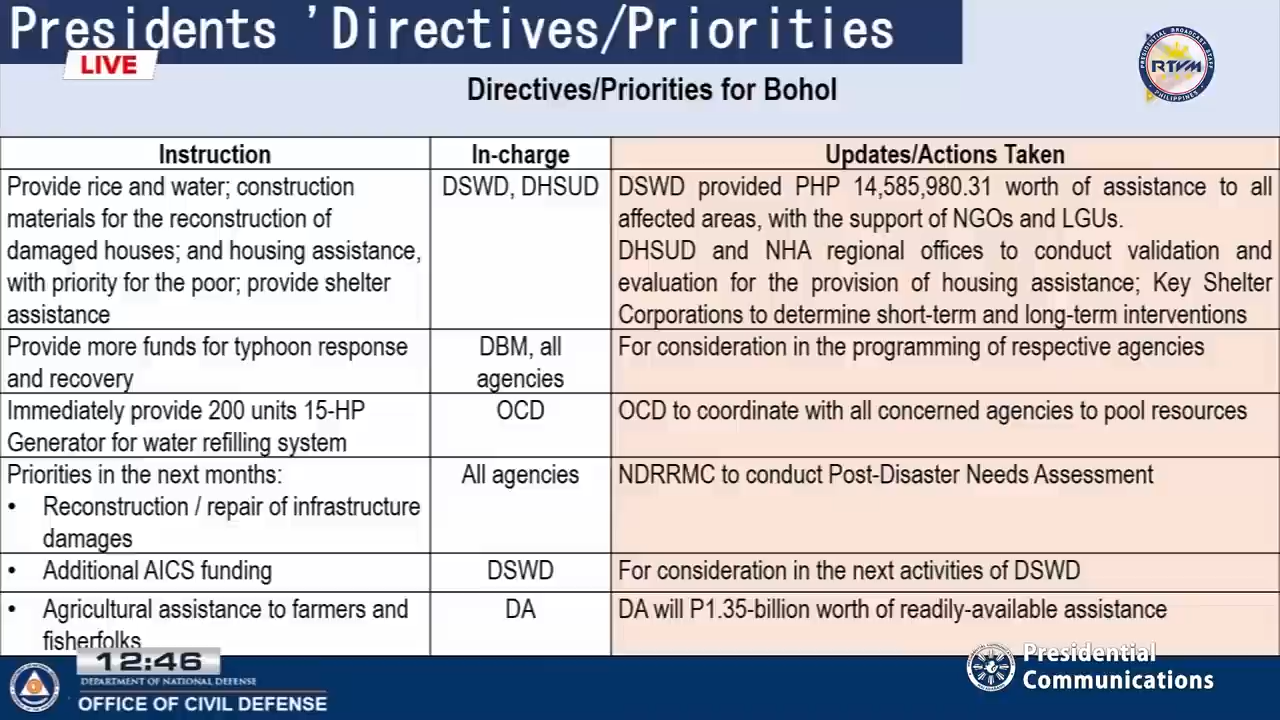 Presidents 'Directives/Priorities
LIVE
RTVM
PHILIPPINES
Directives/Priorities for Bohol
Instruction
In-charge
Updates/Actions Taken
Provide rice and water; construction
materials for the reconstruction of
damaged houses; and housing assistance,
with priority for the poor; provide shelter
assistance
DSWD, DHSUD
DSWD provided PHP 14,585,980.31 worth of assistance to all
affected areas, with the support of NGOs and LGUs.
DHSUD and NHA regional offices to conduct validation and
evaluation for the provision of housing assistance; Key Shelter
Corporations to determine short-term and long-term interventions
Provide more funds for typhoon response
and recovery
DBM, all
agencies
For consideration in the programming of respective agencies
Immediately provide 200 units 15-HP
Generator for water refilling system
OCD
OCD to coordinate with all concerned agencies to pool resources
Priorities in the next months:
• Reconstruction / repair of infrastructure
damages
All agencies
NDRRMC to conduct Post-Disaster Needs Assessment
• Additional AICS funding
DSWD
For consideration in the next activities of DSWD
• Agricultural assistance to farmers and
fisherfolks
DA
DA will P1.35-billion worth of readily-available assistance
12:46
DEPARTMENT OF NATIONAL DEFENSE
OFFICE OF CIVIL DEFENSE
Presidential
Communications